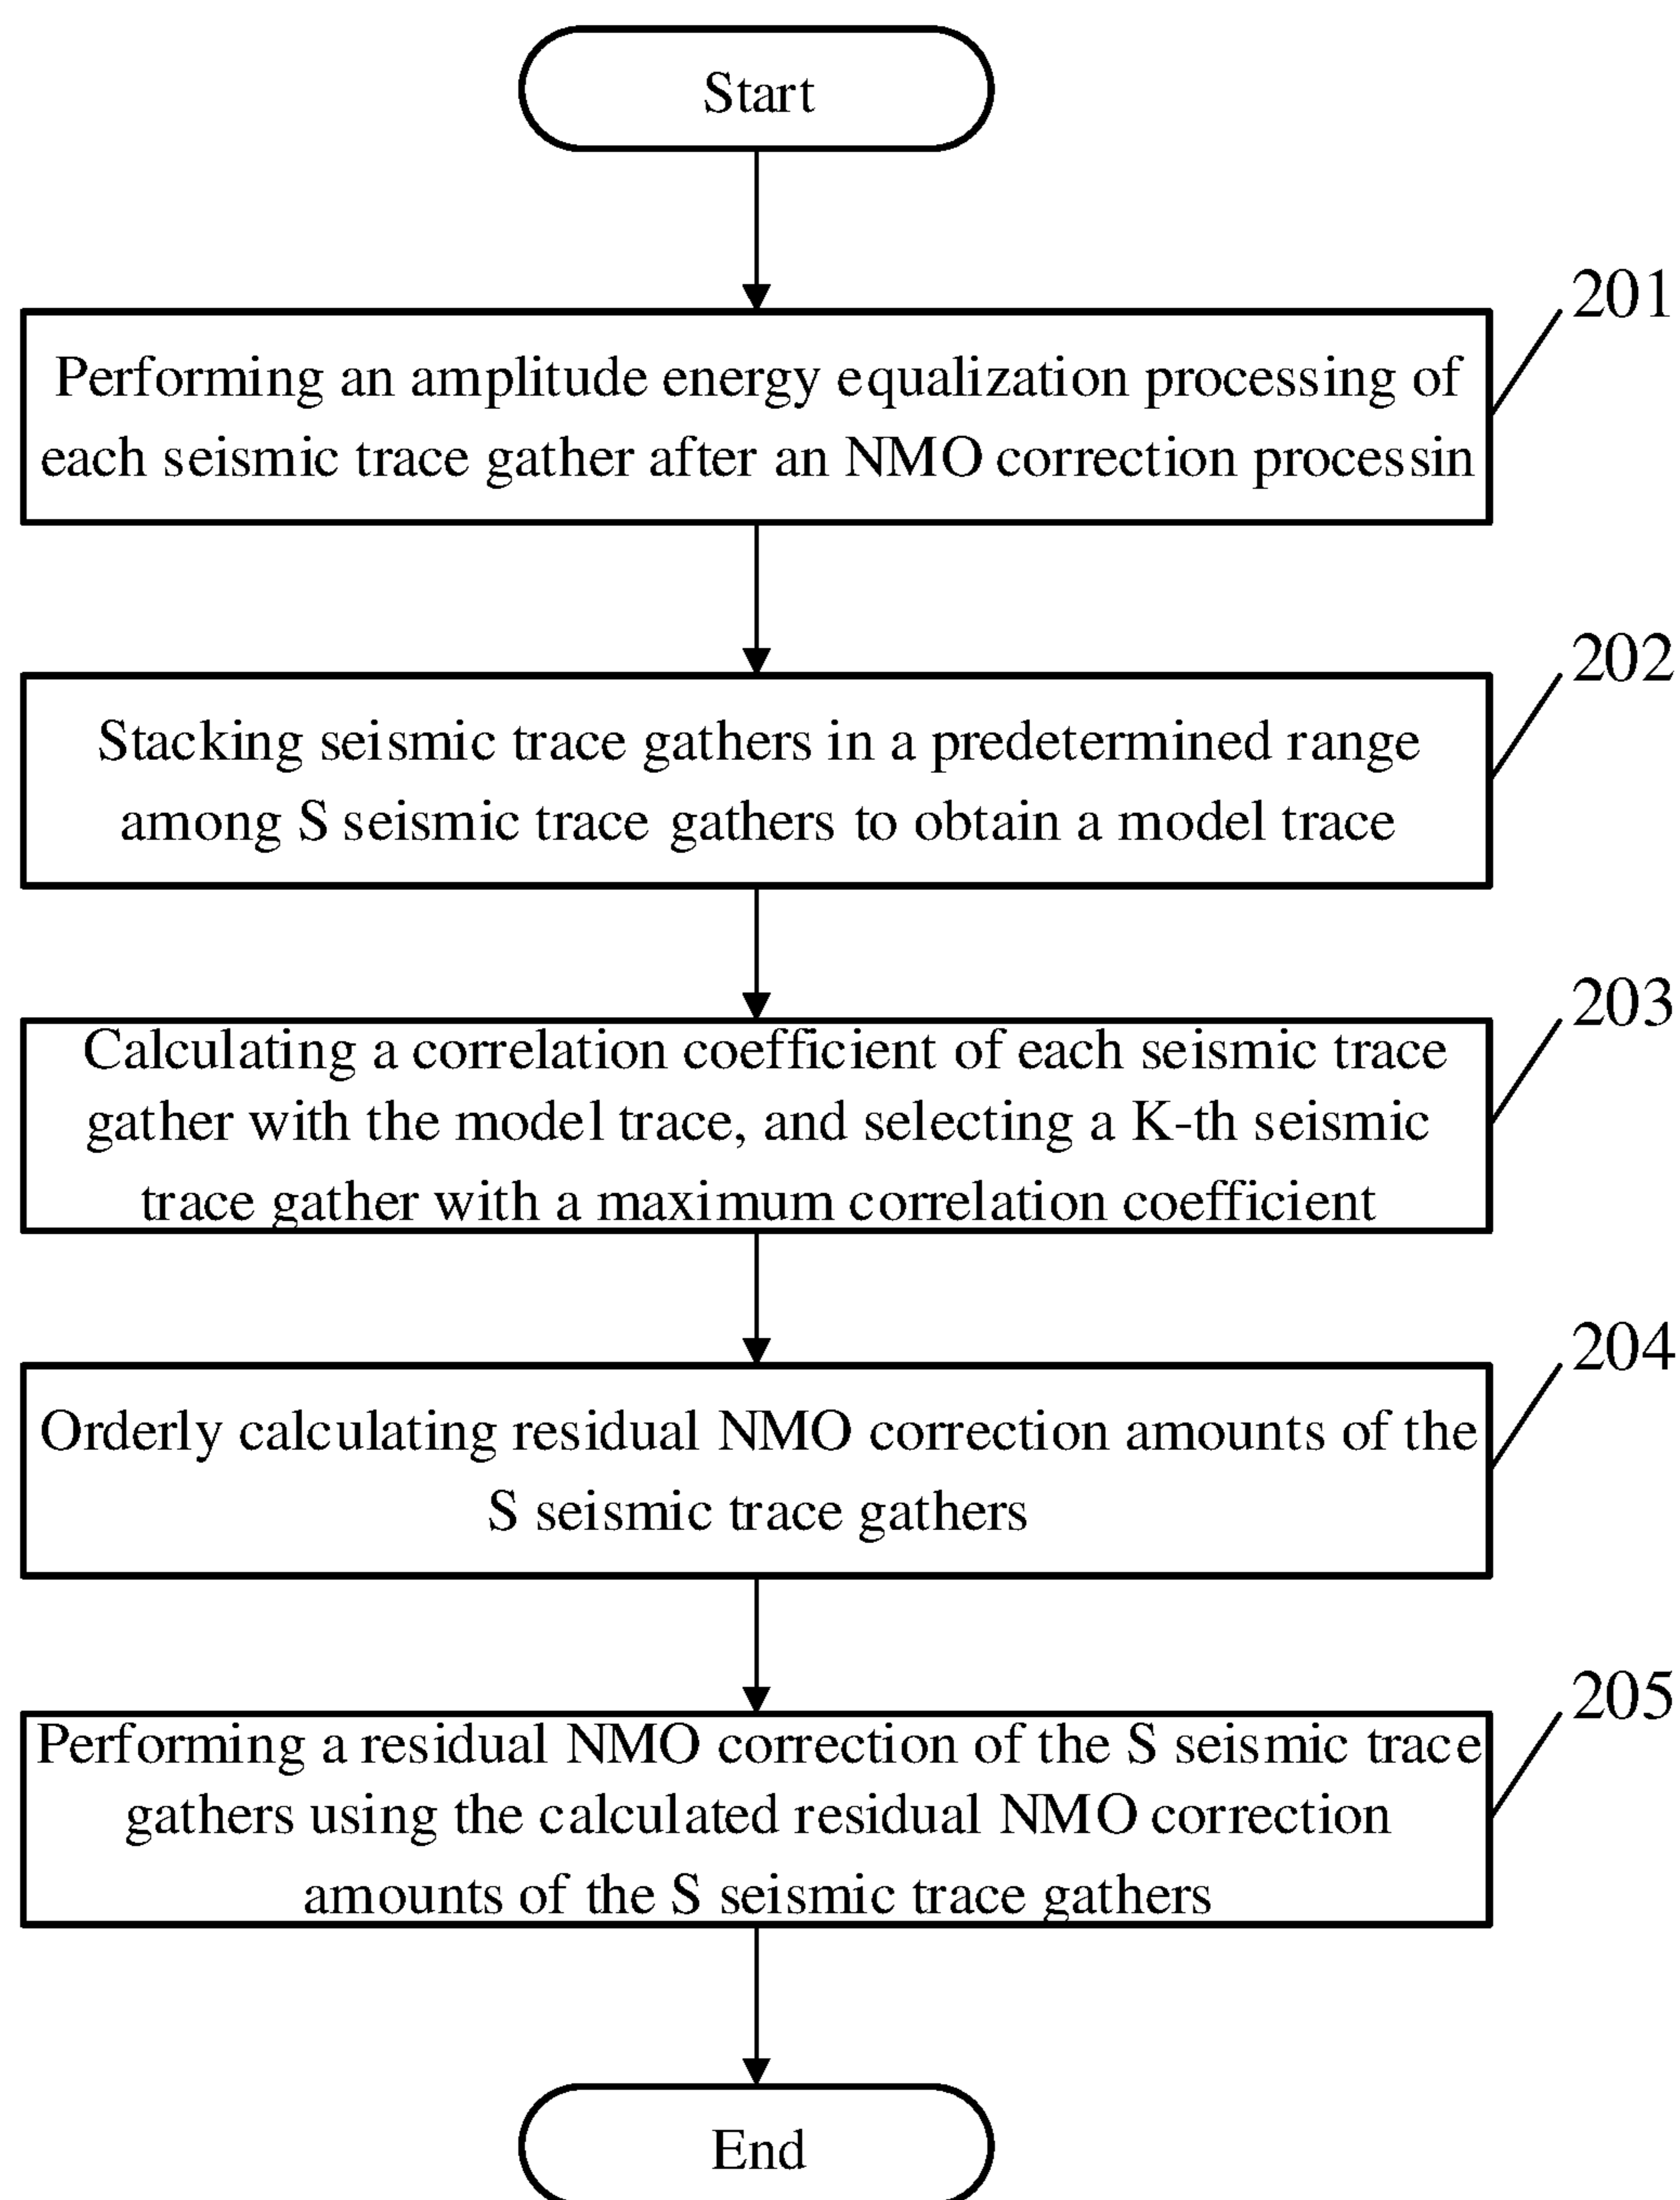 Start
201
Performing an amplitude energy equalization processing of
each seismic trace gather after an NMO correction processin
202
Stacking seismic trace gathers in a predetermined range
among S seismic trace gathers to obtain a model trace
203
Calculating a correlation coefficient of each seismic trace
gather with the model trace, and selecting a K-th seismic
trace gather with a maximum correlation coefficient
204
Orderly calculating residual NMO correction amounts of the
S seismic trace gathers
205
Performing a residual NMO correction of the S seismic trace
gathers using the calculated residual NMO correction
amounts of the S seismic trace gathers
End